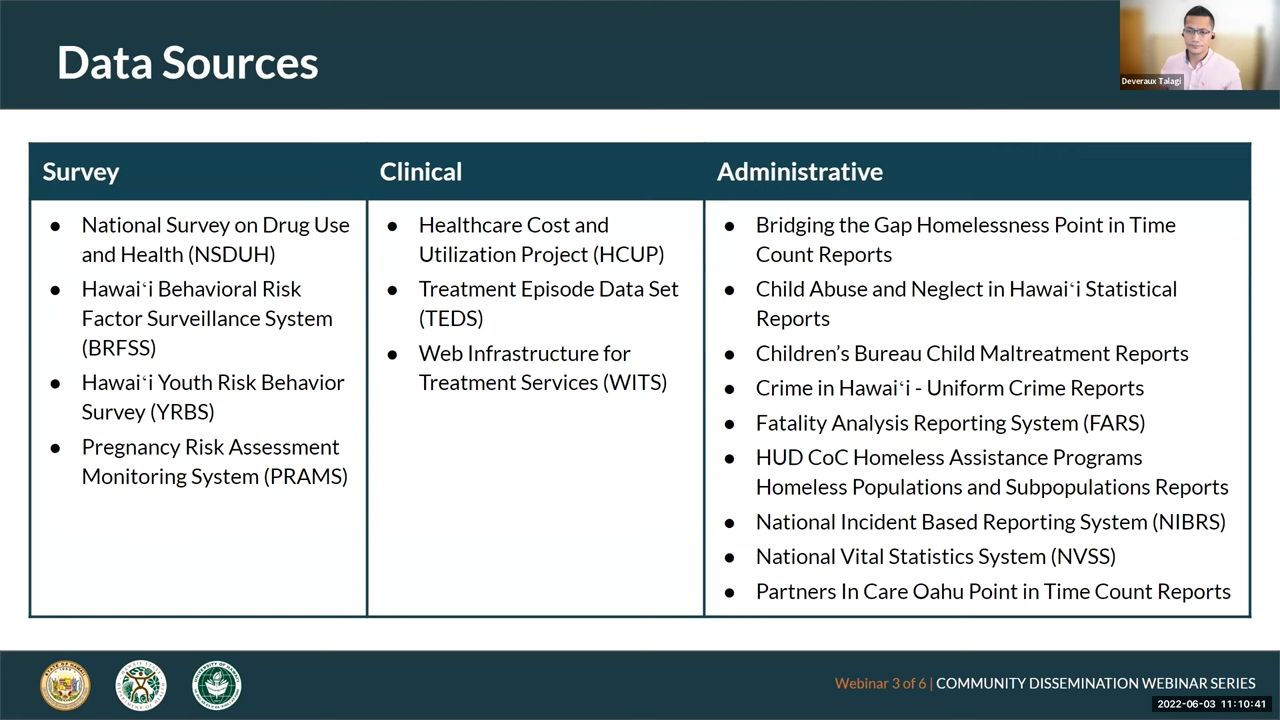 Data Sources
Deveraux Talagi
Survey
Clinical
Administrative
● National Survey on Drug Use
and Health (NSDUH)
● Hawaiʻi Behavioral Risk
Factor Surveillance System
(BRFSS)
● Hawaiʻi Youth Risk Behavior
Survey (YRBS)
● Pregnancy Risk Assessment
Monitoring System (PRAMS)
● Healthcare Cost and
Utilization Project (HCUP)
● Treatment Episode Data Set
(TEDS)
● Web Infrastructure for
Treatment Services (WITS)
● Bridging the Gap Homelessness Point in Time
Count Reports
● Child Abuse and Neglect in Hawaiʻi Statistical
Reports
● Children’s Bureau Child Maltreatment Reports
● Crime in Hawaiʻi - Uniform Crime Reports
● Fatality Analysis Reporting System (FARS)
● HUD CoC Homeless Assistance Programs
Homeless Populations and Subpopulations Reports
● National Incident Based Reporting System (NIBRS)
● National Vital Statistics System (NVSS)
● Partners In Care Oahu Point in Time Count Reports
STATE OF HAWAII
Webinar 3 of 6 | COMMUNITY DISSEMINATION WEBINAR SERIES
2022-06-03 11:10:41